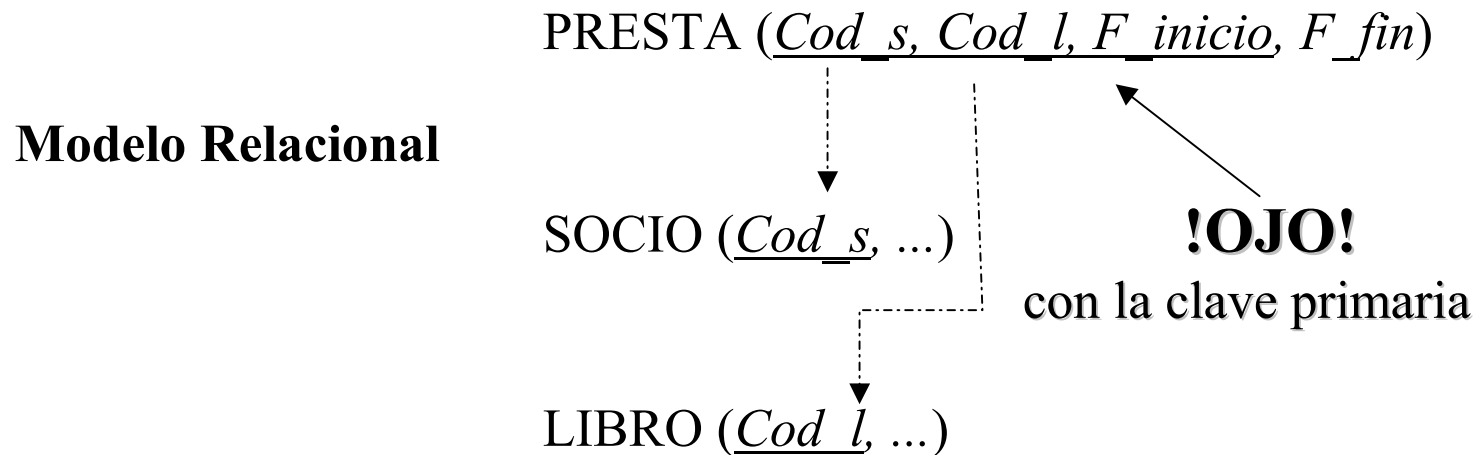 PRESTA (Cod_s, Cod_l, F_inicio, F_fin)
Modelo Relacional
SOCIO (Cod_s, ...)
!OJO!
con la clave primaria
LIBRO (Cod_l, ...)